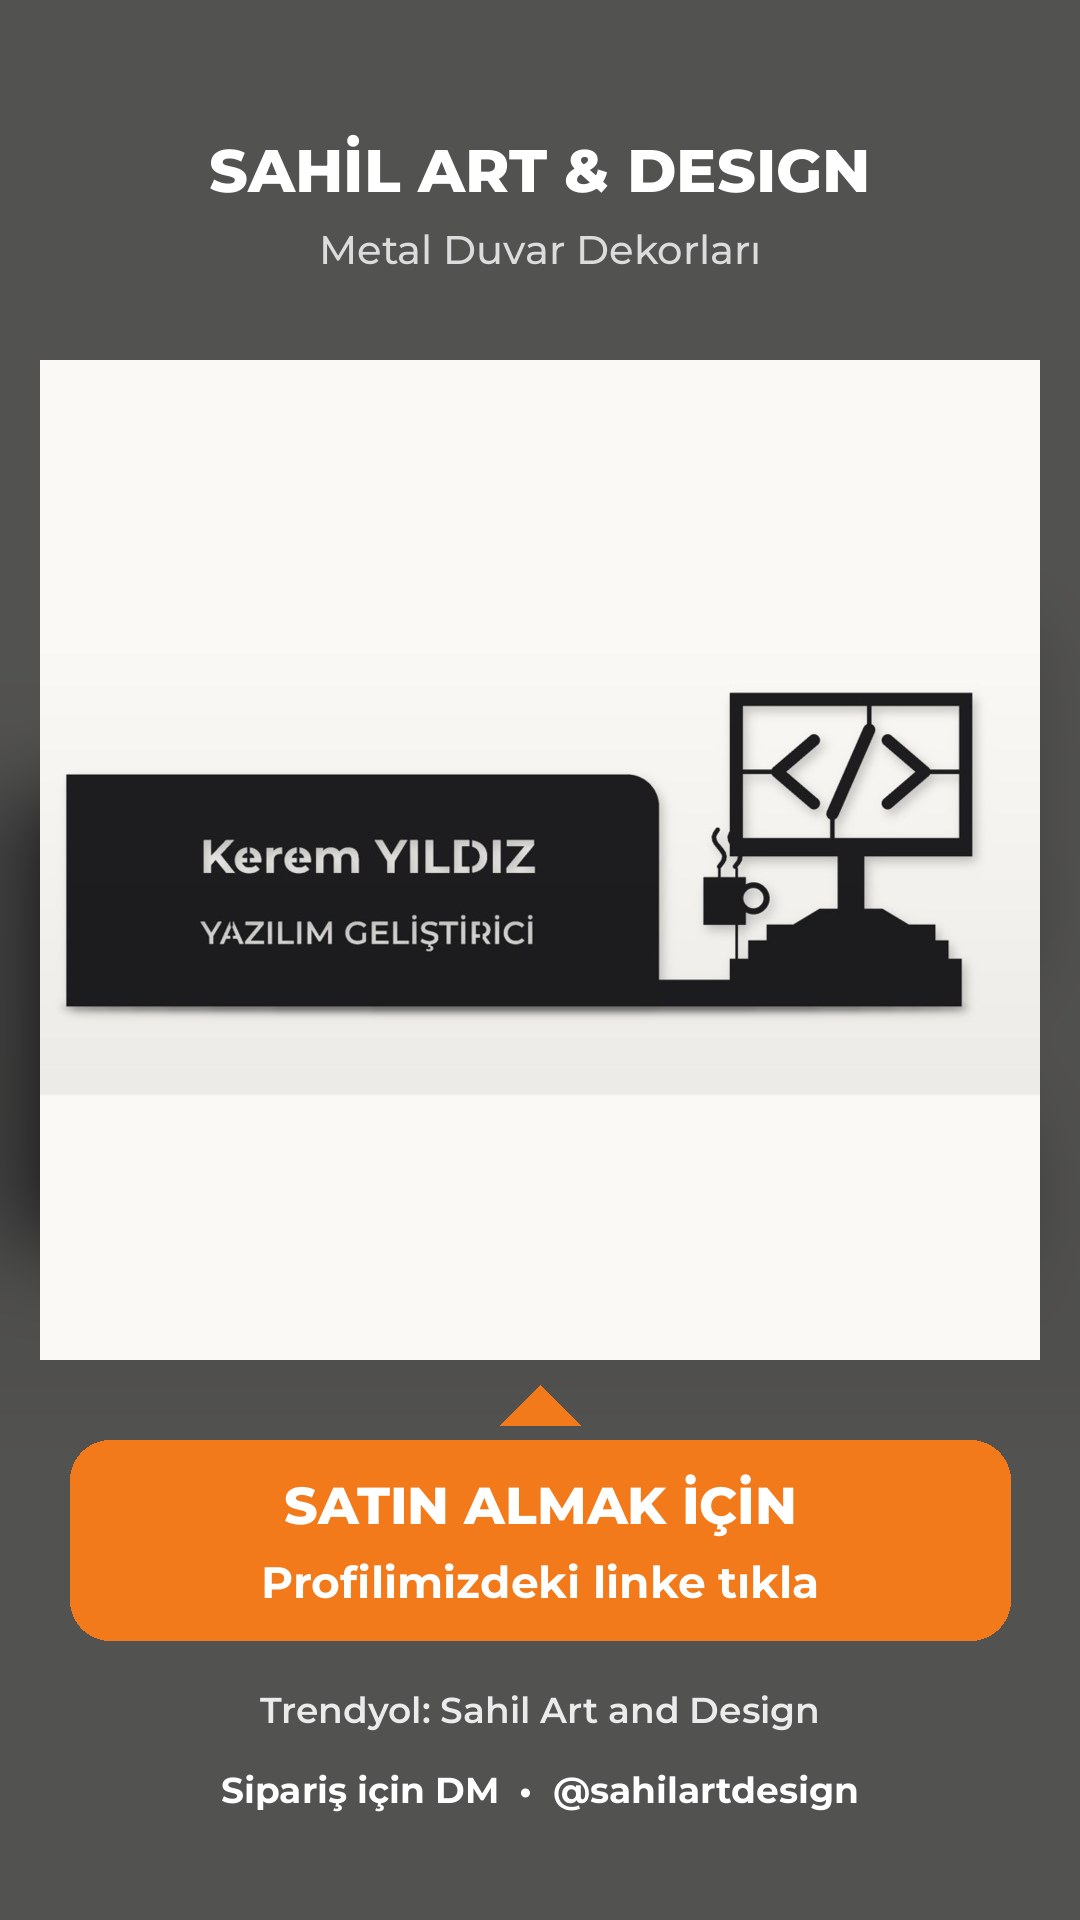 SAHİL ART & DESIGN
Metal Duvar Dekorları
Kerem YILDIZ
YAZILIM GELİŞTİRİCİ
</>
SATIN ALMAK İÇİN
Profilimizdeki linke tıkla
Trendyol: Sahil Art and Design
Sipariş için DM • @sahilartdesign